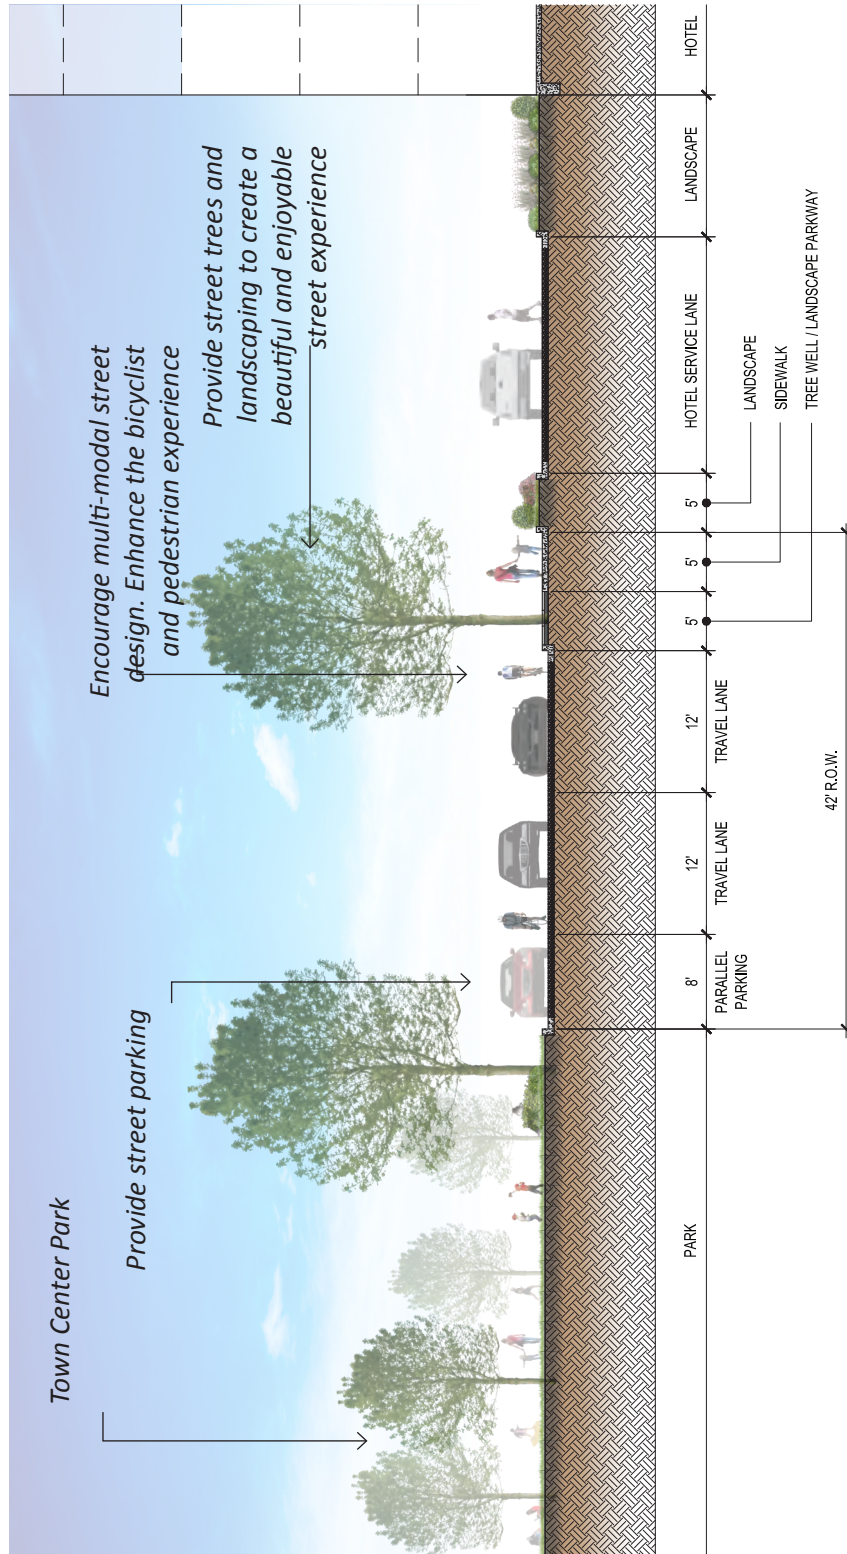 Town Center Park
Provide street parking
Encourage multi-modal street
design. Enhance the bicyclist
and pedestrian experience
Provide street trees and
landscaping to create a
beautiful and enjoyable
street experience
PARK
8'
PARALLEL
PARKING
12'
TRAVEL LANE
12'
TRAVEL LANE
5'
5'
5'
HOTEL SERVICE LANE
LANDSCAPE
HOTEL
LANDSCAPE
SIDEWALK
TREE WELL / LANDSCAPE PARKWAY
42' R.O.W.